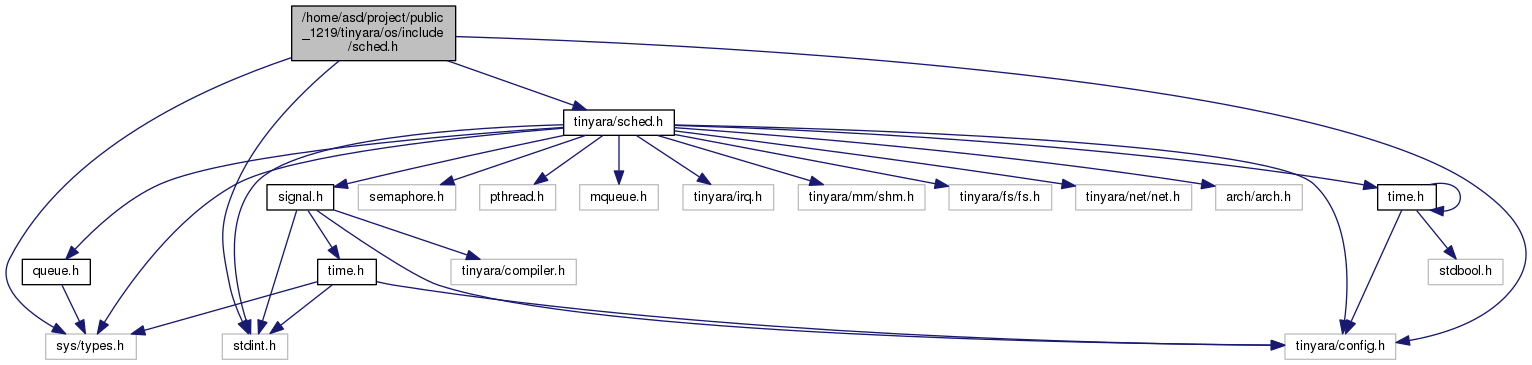 /home/asd/project/public
_1219/tinyara/os/include
/sched.h
tinyara/sched.h
signal.h
semaphore.h
pthread.h
mqueue.h
tinyara/irq.h
tinyara/mm/shm.h
tinyara/fs/fs.h
tinyara/net/net.h
arch/arch.h
time.h
queue.h
time.h
tinyara/compiler.h
stdbool.h
sys/types.h
stdint.h
tinyara/config.h